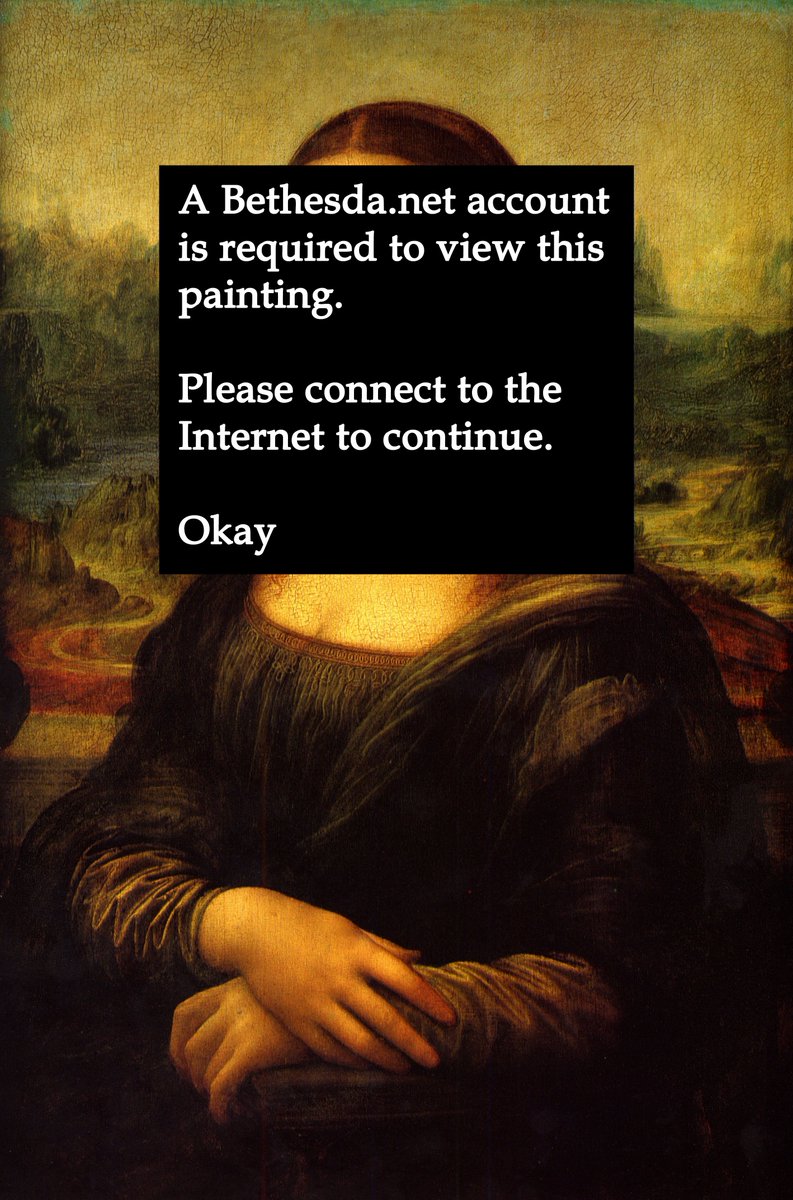 A Bethesda.net account
is required to view this
painting.
Please connect to the
Internet to continue.
Okay